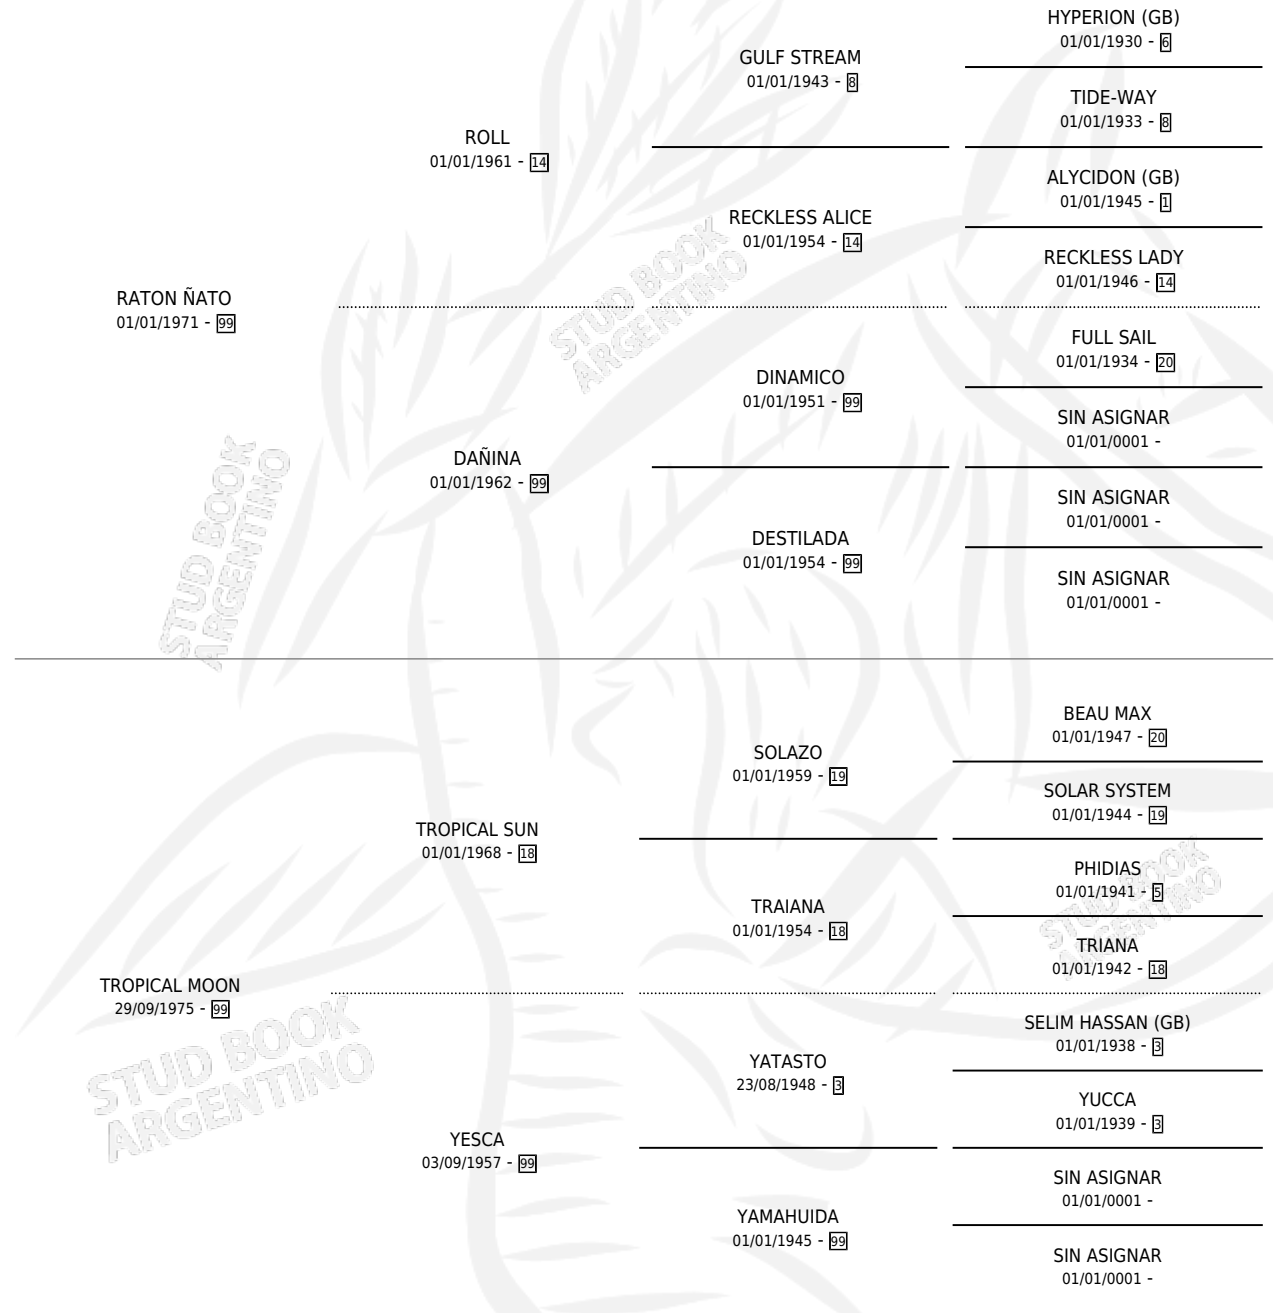 HYPERION (GB)
01/01/1930 - 6
GULF STREAM
01/01/1943 - 8
TIDE-WAY
01/01/1933 - 8
ROLL
01/01/1961 - 14
ALYCIDON (GB)
01/01/1945 - 1
RECKLESS ALICE
01/01/1954 - 14
RECKLESS LADY
01/01/1946 - 14
RATON ÑATO
01/01/1971 - 99
FULL SAIL
01/01/1934 - 20
DINAMICO
01/01/1951 - 99
SIN ASIGNAR
01/01/0001 -
DAÑINA
01/01/1962 - 99
SIN ASIGNAR
01/01/0001 -
DESTILADA
01/01/1954 - 99
SIN ASIGNAR
01/01/0001 -
BEAU MAX
01/01/1947 - 20
SOLAZO
01/01/1959 - 19
SOLAR SYSTEM
01/01/1944 - 19
TROPICAL SUN
01/01/1968 - 18
PHIDIAS
01/01/1941 - 5
TRAIANA
01/01/1954 - 18
TRIANA
01/01/1942 - 18
TROPICAL MOON
29/09/1975 - 99
SELIM HASSAN (GB)
01/01/1938 - 3
YATASTO
23/08/1948 - 3
YUCCA
01/01/1939 - 3
YESCA
03/09/1957 - 99
SIN ASIGNAR
01/01/0001 -
YAMAHUIDA
01/01/1945 - 99
SIN ASIGNAR
01/01/0001 -
STUD BOOK
ARGENTINO
STUD BOOK
ARGENTINO
STUD BOOK
ARGENTINO
STUD BOOK
ARGENTINO